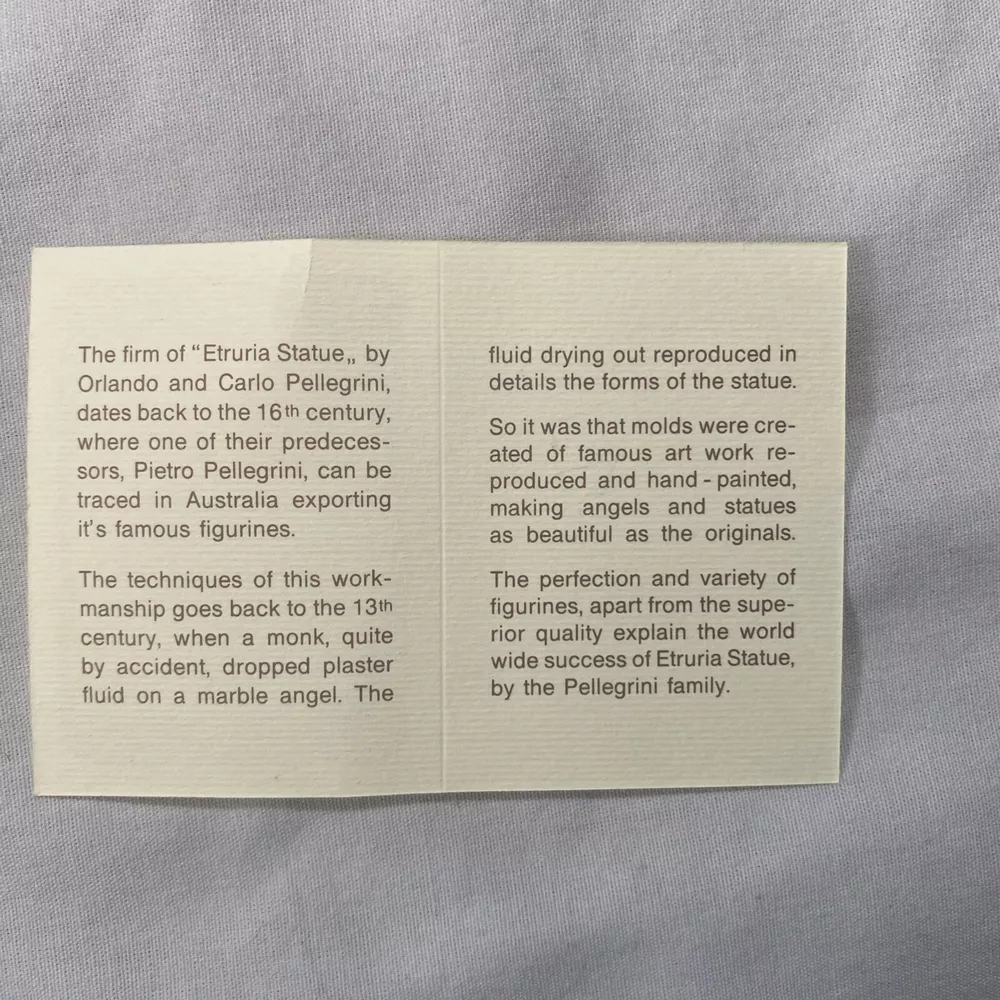 The firm of “Etruria Statue„ by
Orlando and Carlo Pellegrini,
dates back to the 16th century,
where one of their predeces-
sors, Pietro Pellegrini, can be
traced in Australia exporting
it's famous figurines.
The techniques of this work-
manship goes back to the 13th
century, when a monk, quite
by accident, dropped plaster
fluid on a marble angel. The
fluid drying out reproduced in
details the forms of the statue.
So it was that molds were cre-
ated of famous art work re-
produced and hand - painted,
making angels and statues
as beautiful as the originals.
The perfection and variety of
figurines, apart from the supe-
rior quality explain the world
wide success of Etruria Statue,
by the Pellegrini family.